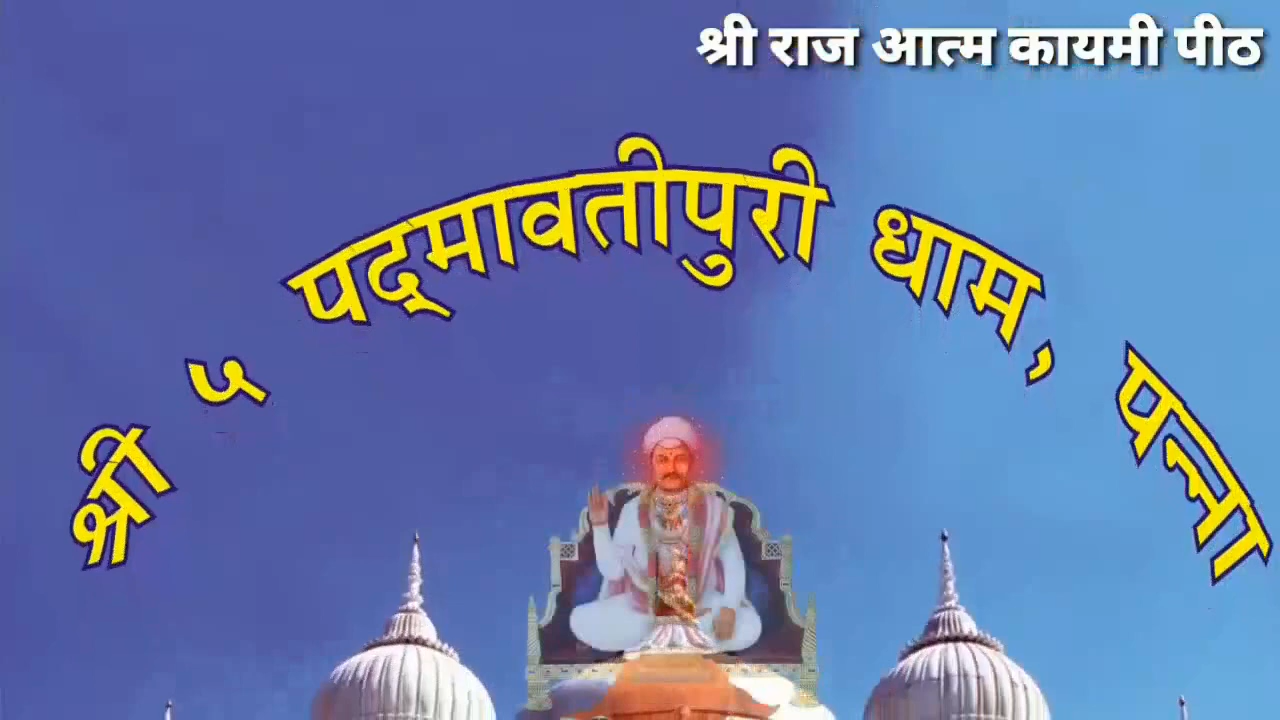 श्री राज आत्म कायमी पीठ
श्री ५ पद्मावतीपुरी धाम, पन्ना